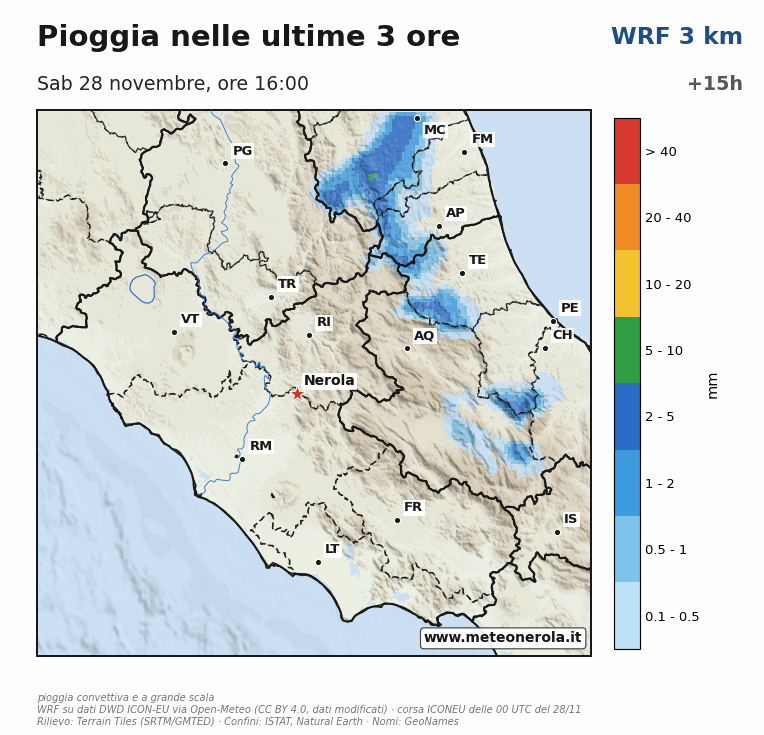 Pioggia nelle ultime 3 ore
WRF 3 km
Sab 28 novembre, ore 16:00
+15h
MC
FM
PG
AP
TE
TR
PE
VT
RI
AQ
CH
Nerola
RM
FR
IS
LT
www.meteonerola.it
> 40
20 - 40
10 - 20
5 - 10
2 - 5
1 - 2
0.5 - 1
0.1 - 0.5
mm
pioggia convettiva e a grande scala
WRF su dati DWD ICON-EU via Open-Meteo (CC BY 4.0, dati modificati) · corsa ICONEU delle 00 UTC del 28/11
Rilievo: Terrain Tiles (SRTM/GMTED) · Confini: ISTAT, Natural Earth · Nomi: GeoNames